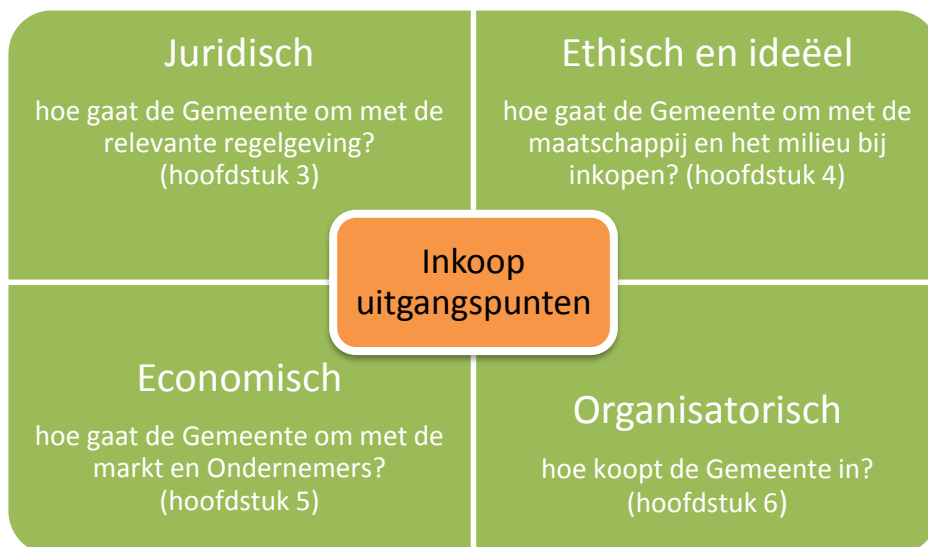 Juridisch
hoe gaat de Gemeente om met de
relevante regelgeving?
(hoofdstuk 3)
Ethisch en ideëel
hoe gaat de Gemeente om met de
maatschappij en het milieu bij
inkopen? (hoofdstuk 4)
Inkoop
uitgangspunten
Economisch
hoe gaat de Gemeente om met de
markt en Ondernemers?
(hoofdstuk 5)
Organisatorisch
hoe koopt de Gemeente in?
(hoofdstuk 6)